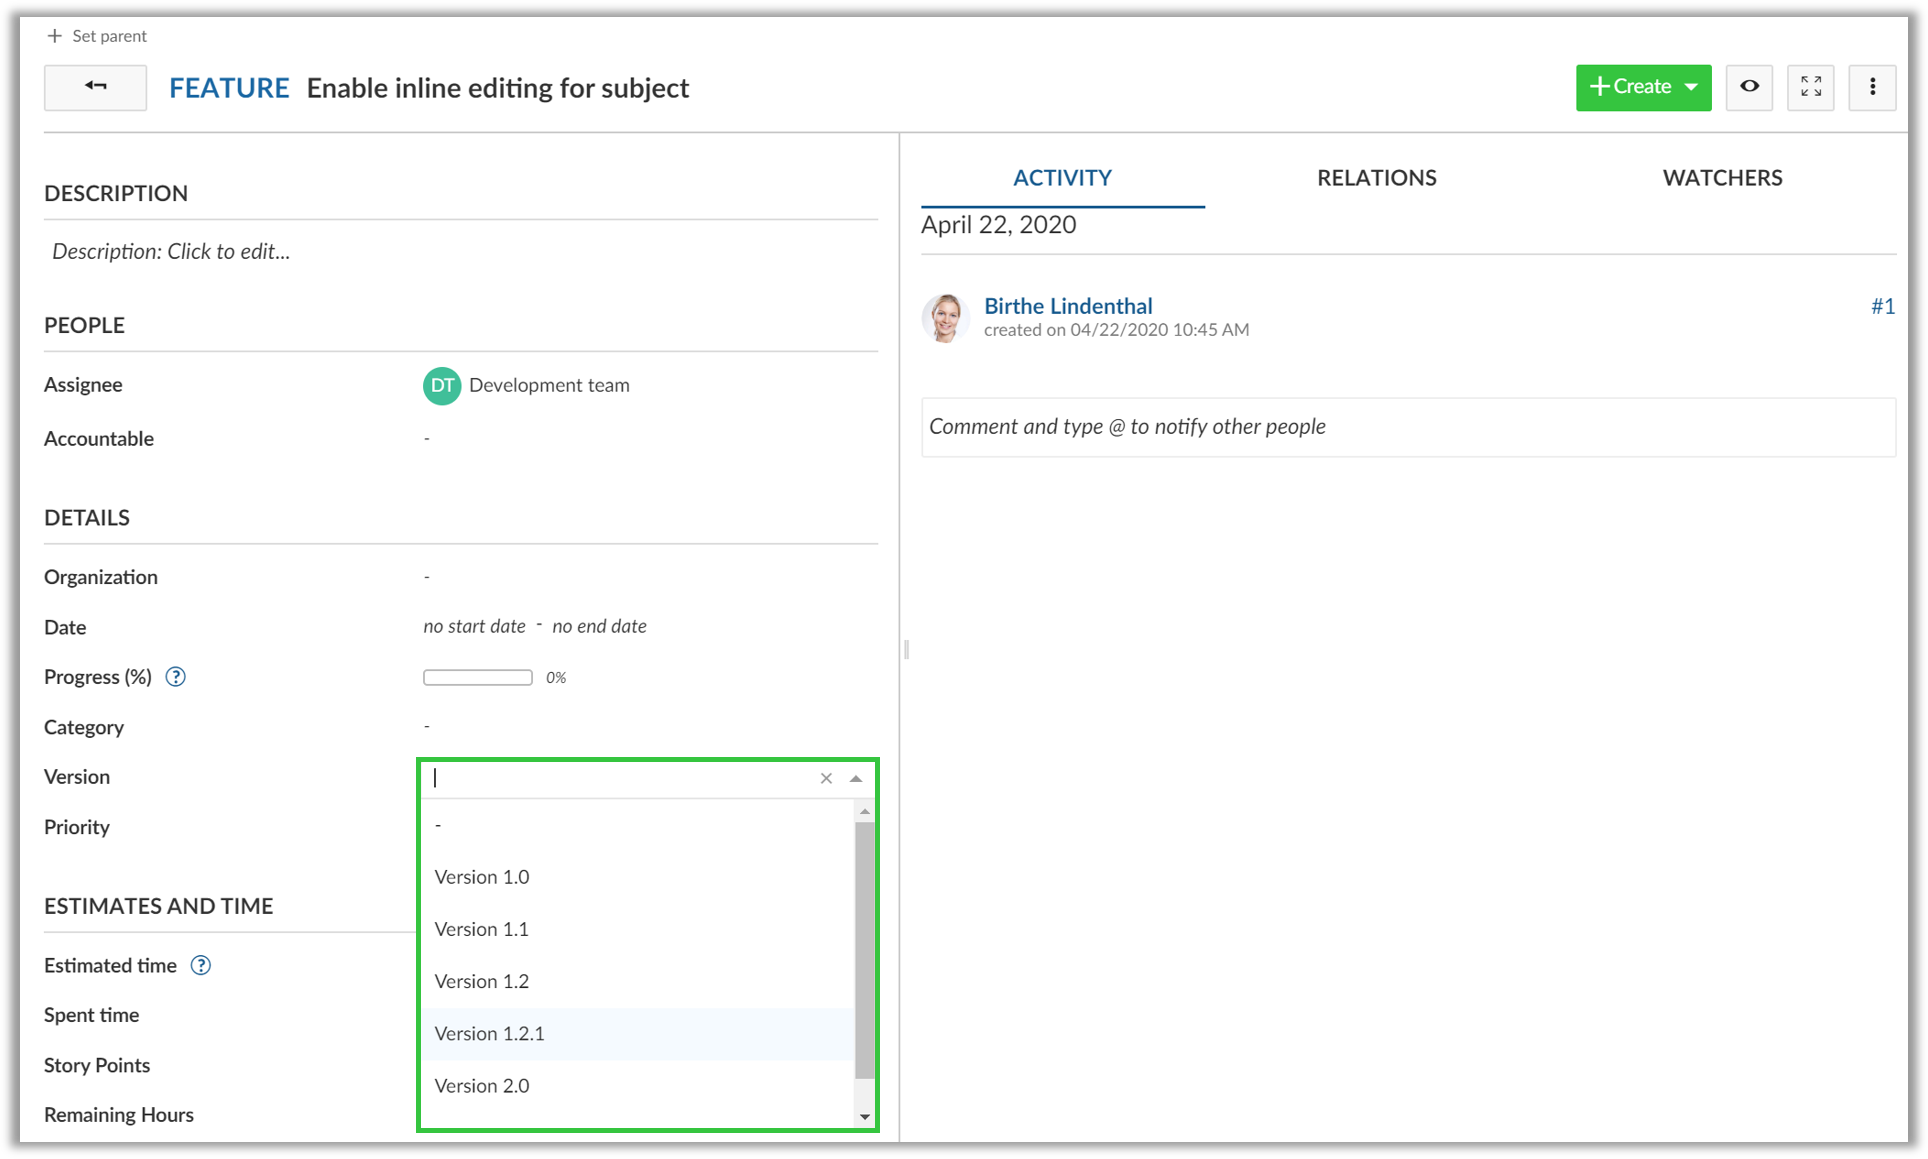 + Set parent
FEATURE Enable inline editing for subject
+ Create
DESCRIPTION
Description: Click to edit...
PEOPLE
Assignee DT Development team
Accountable -
DETAILS
Organization -
Date no start date - no end date
Progress (%) ? 0%
Category -
Version
Priority
-
Version 1.0
Version 1.1
Version 1.2
Version 1.2.1
Version 2.0
ESTIMATES AND TIME
Estimated time ?
Spent time
Story Points
Remaining Hours
ACTIVITY RELATIONS WATCHERS
April 22, 2020
Birthe Lindenthal #1
created on 04/22/2020 10:45 AM
Comment and type @ to notify other people